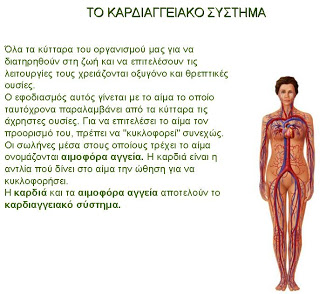 ΤΟ ΚΑΡΔΙΑΓΓΕΙΑΚΟ ΣΥΣΤΗΜΑ
Όλα τα κύτταρα του οργανισμού μας για να
διατηρηθούν στη ζωή και να επιτελέσουν τις
λειτουργίες τους χρειάζονται οξυγόνο και θρεπτικές
ουσίες.
Ο εφοδιασμός αυτός γίνεται με το αίμα το οποίο
ταυτόχρονα παραλαμβάνει από τα κύτταρα τις
άχρηστες ουσίες. Για να επιτελέσει το αίμα τον
προορισμό του, πρέπει να "κυκλοφορεί" συνεχώς.
Οι σωλήνες μέσα στους οποίους τρέχει το αίμα
ονομάζονται αιμοφόρα αγγεία. Η καρδιά είναι η
αντλία πού δίνει στο αίμα την ώθηση για να
κυκλοφορήσει.
Η καρδιά και τα αιμοφόρα αγγεία αποτελούν το
καρδιαγγειακό σύστημα.